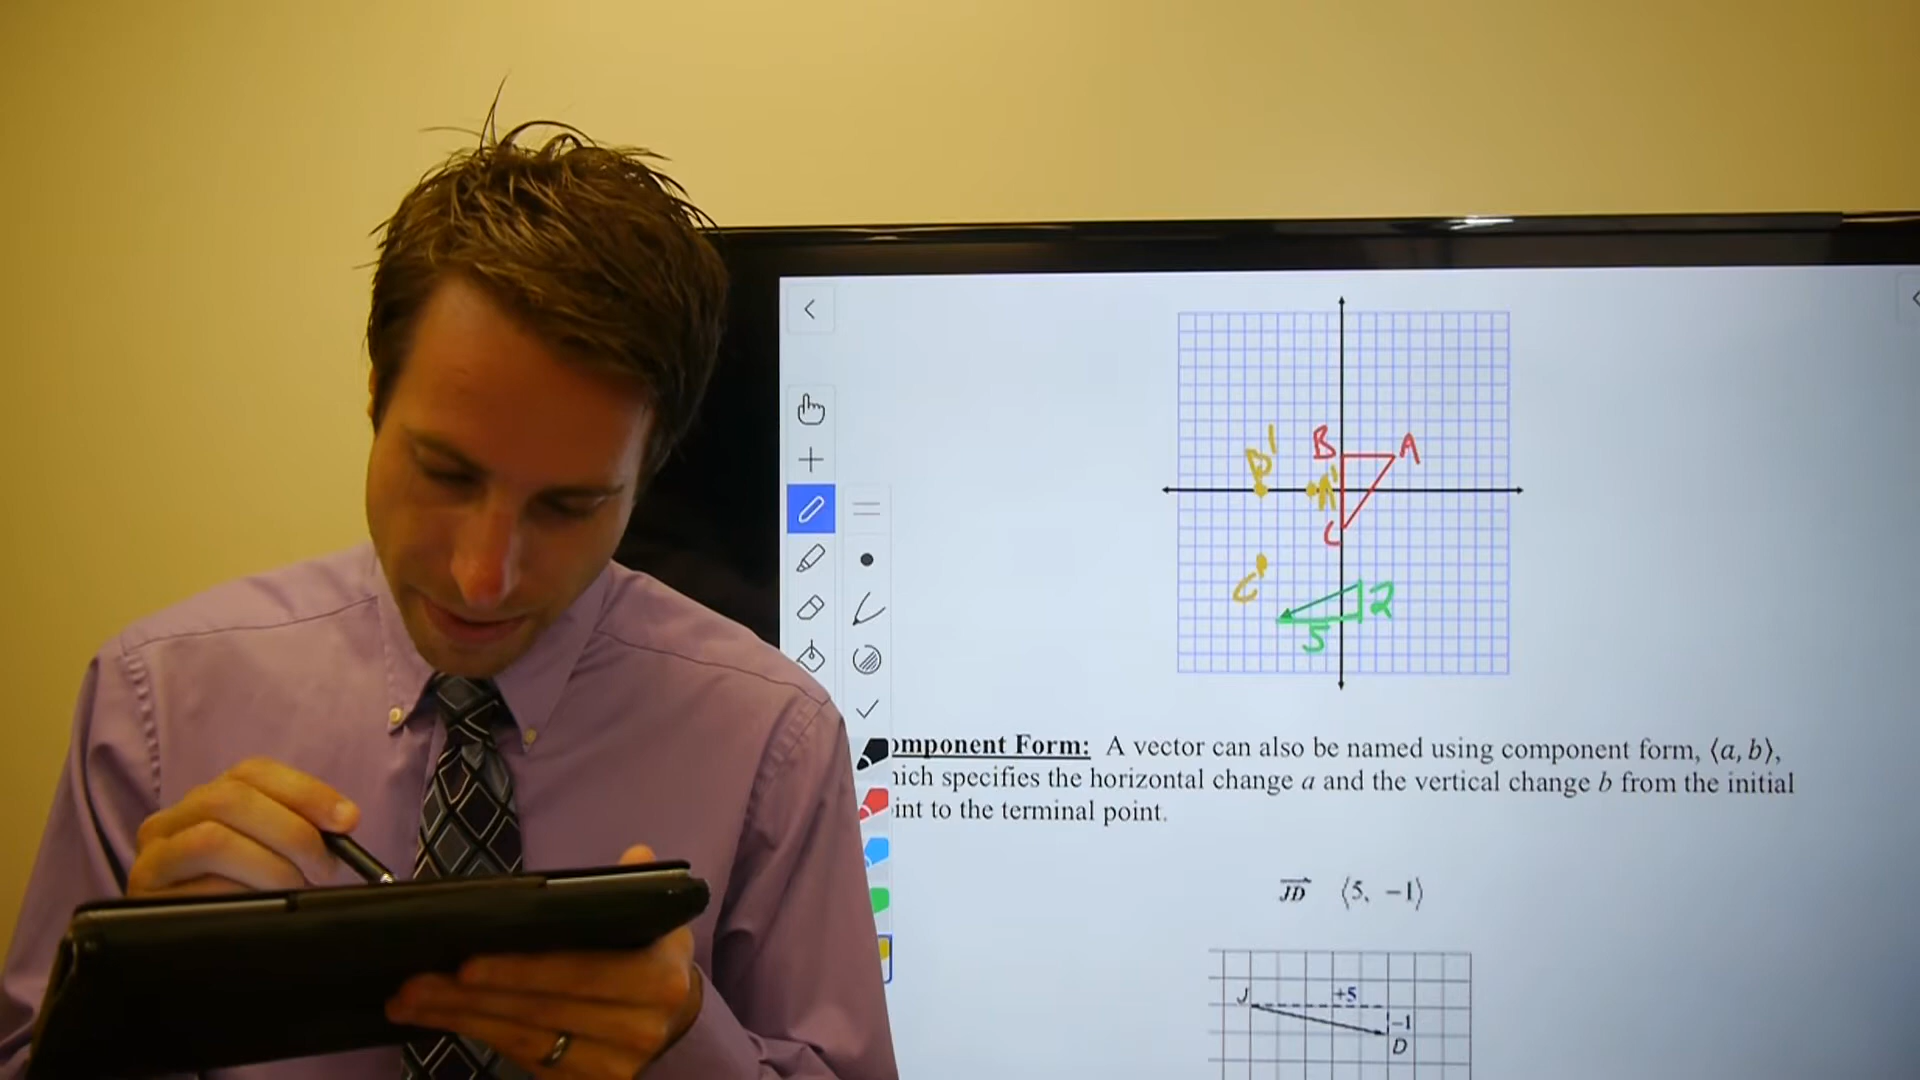 B'
B
A
A'
C
C'
2
5
omponent Form: A vector can also be named using component form, ⟨a, b⟩,
hich specifies the horizontal change a and the vertical change b from the initial
int to the terminal point.
JD ⟨5, −1⟩
J
+5
−1
D